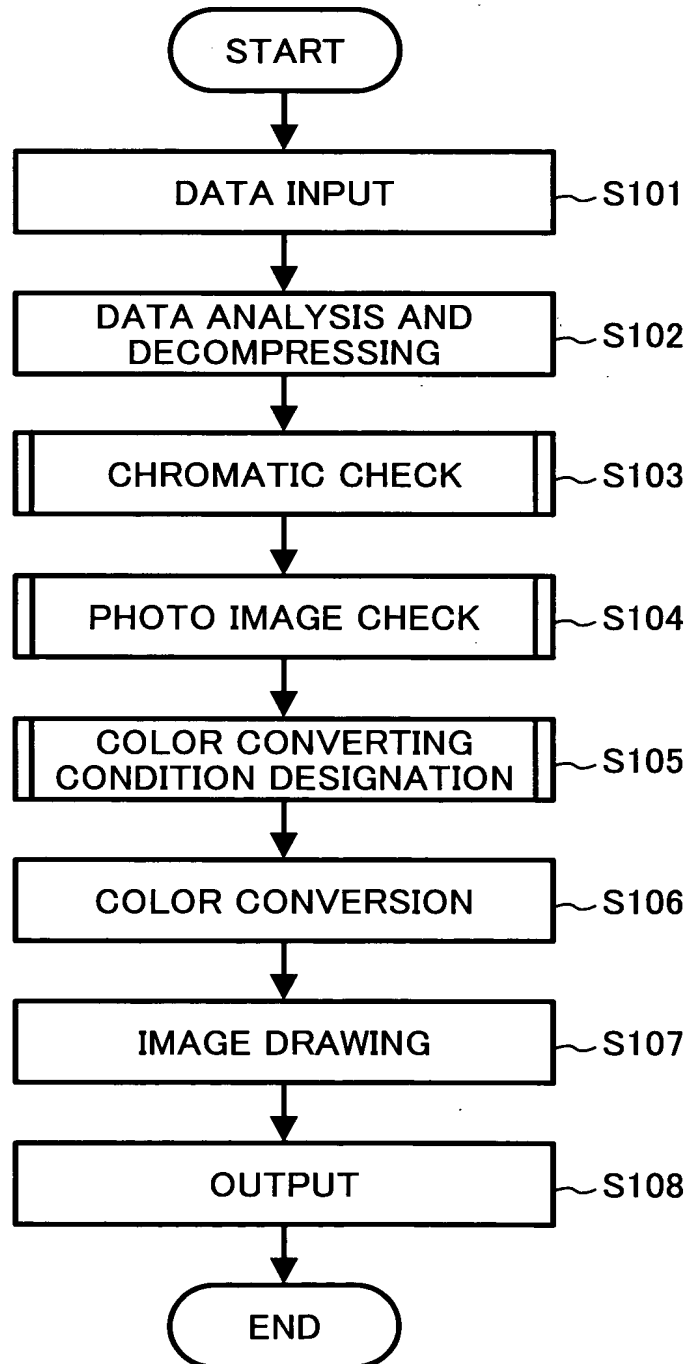 START
DATA INPUT
S101
DATA ANALYSIS AND
DECOMPRESSING
S102
CHROMATIC CHECK
S103
PHOTO IMAGE CHECK
S104
COLOR CONVERTING
CONDITION DESIGNATION
S105
COLOR CONVERSION
S106
IMAGE DRAWING
S107
OUTPUT
S108
END